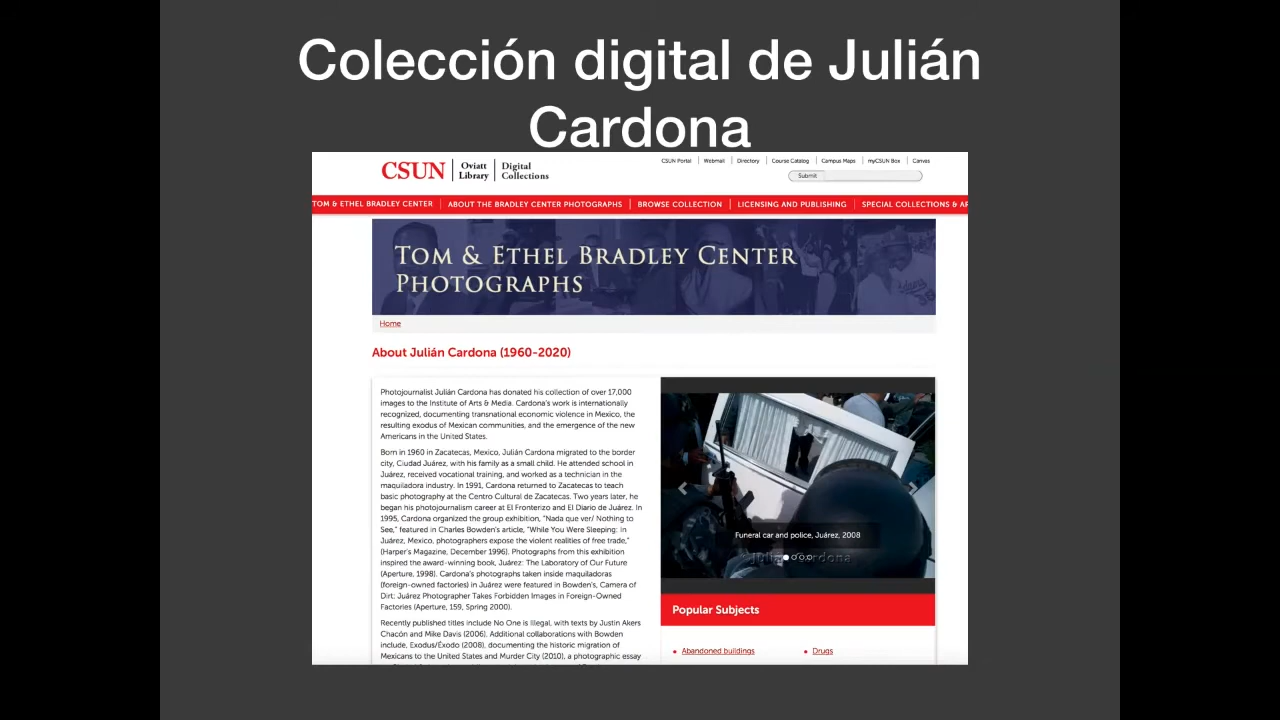 Colección digital de Julián
Cardona
CSUN Portal Webmail Directory Course Catalog Campus Maps myCSUN Box Canvas
CSUN Oviatt Library Digital Collections
Submit
TOM & ETHEL BRADLEY CENTER ABOUT THE BRADLEY CENTER PHOTOGRAPHS BROWSE COLLECTION LICENSING AND PUBLISHING SPECIAL COLLECTIONS & AR
TOM & ETHEL BRADLEY CENTER
PHOTOGRAPHS
Home
About Julián Cardona (1960-2020)
Photojournalist Julián Cardona has donated his collection of over 17,000
images to the Institute of Arts & Media. Cardona's work is internationally
recognized, documenting transnational economic violence in Mexico, the
resulting exodus of Mexican communities, and the emergence of the new
Americans in the United States.
Born in 1960 in Zacatecas, Mexico, Julián Cardona migrated to the border
city, Ciudad Juárez, with his family as a small child. He attended school in
Juárez, received vocational training, and worked as a technician in the
maquiladora industry. In 1991, Cardona returned to Zacatecas to teach
basic photography at the Centro Cultural de Zacatecas. Two years later, he
began his photojournalism career at El Fronterizo and El Diario de Juárez. In
1995, Cardona organized the group exhibition, "Nada que ver/ Nothing to
See," featured in Charles Bowden's article, "While You Were Sleeping: In
Juárez, Mexico, photographers expose the violent realities of free trade,"
(Harper's Magazine, December 1996). Photographs from this exhibition
inspired the award-winning book, Juárez: The Laboratory of Our Future
(Aperture, 1998). Cardona's photographs taken inside maquiladoras
(foreign-owned factories) in Juárez were featured in Bowden's, Camera of
Dirt; Juárez Photographer Takes Forbidden Images in Foreign-Owned
Factories (Aperture, 159, Spring 2000).
Recently published titles include No One is Illegal, with texts by Justin Akers
Chacón and Mike Davis (2006). Additional collaborations with Bowden
include, Exodus/Éxodo (2008), documenting the historic migration of
Mexicans to the United States and Murder City (2010), a photographic essay
Funeral car and police, Juárez, 2008
Julián Cardona
Popular Subjects
Abandoned buildings
Drugs